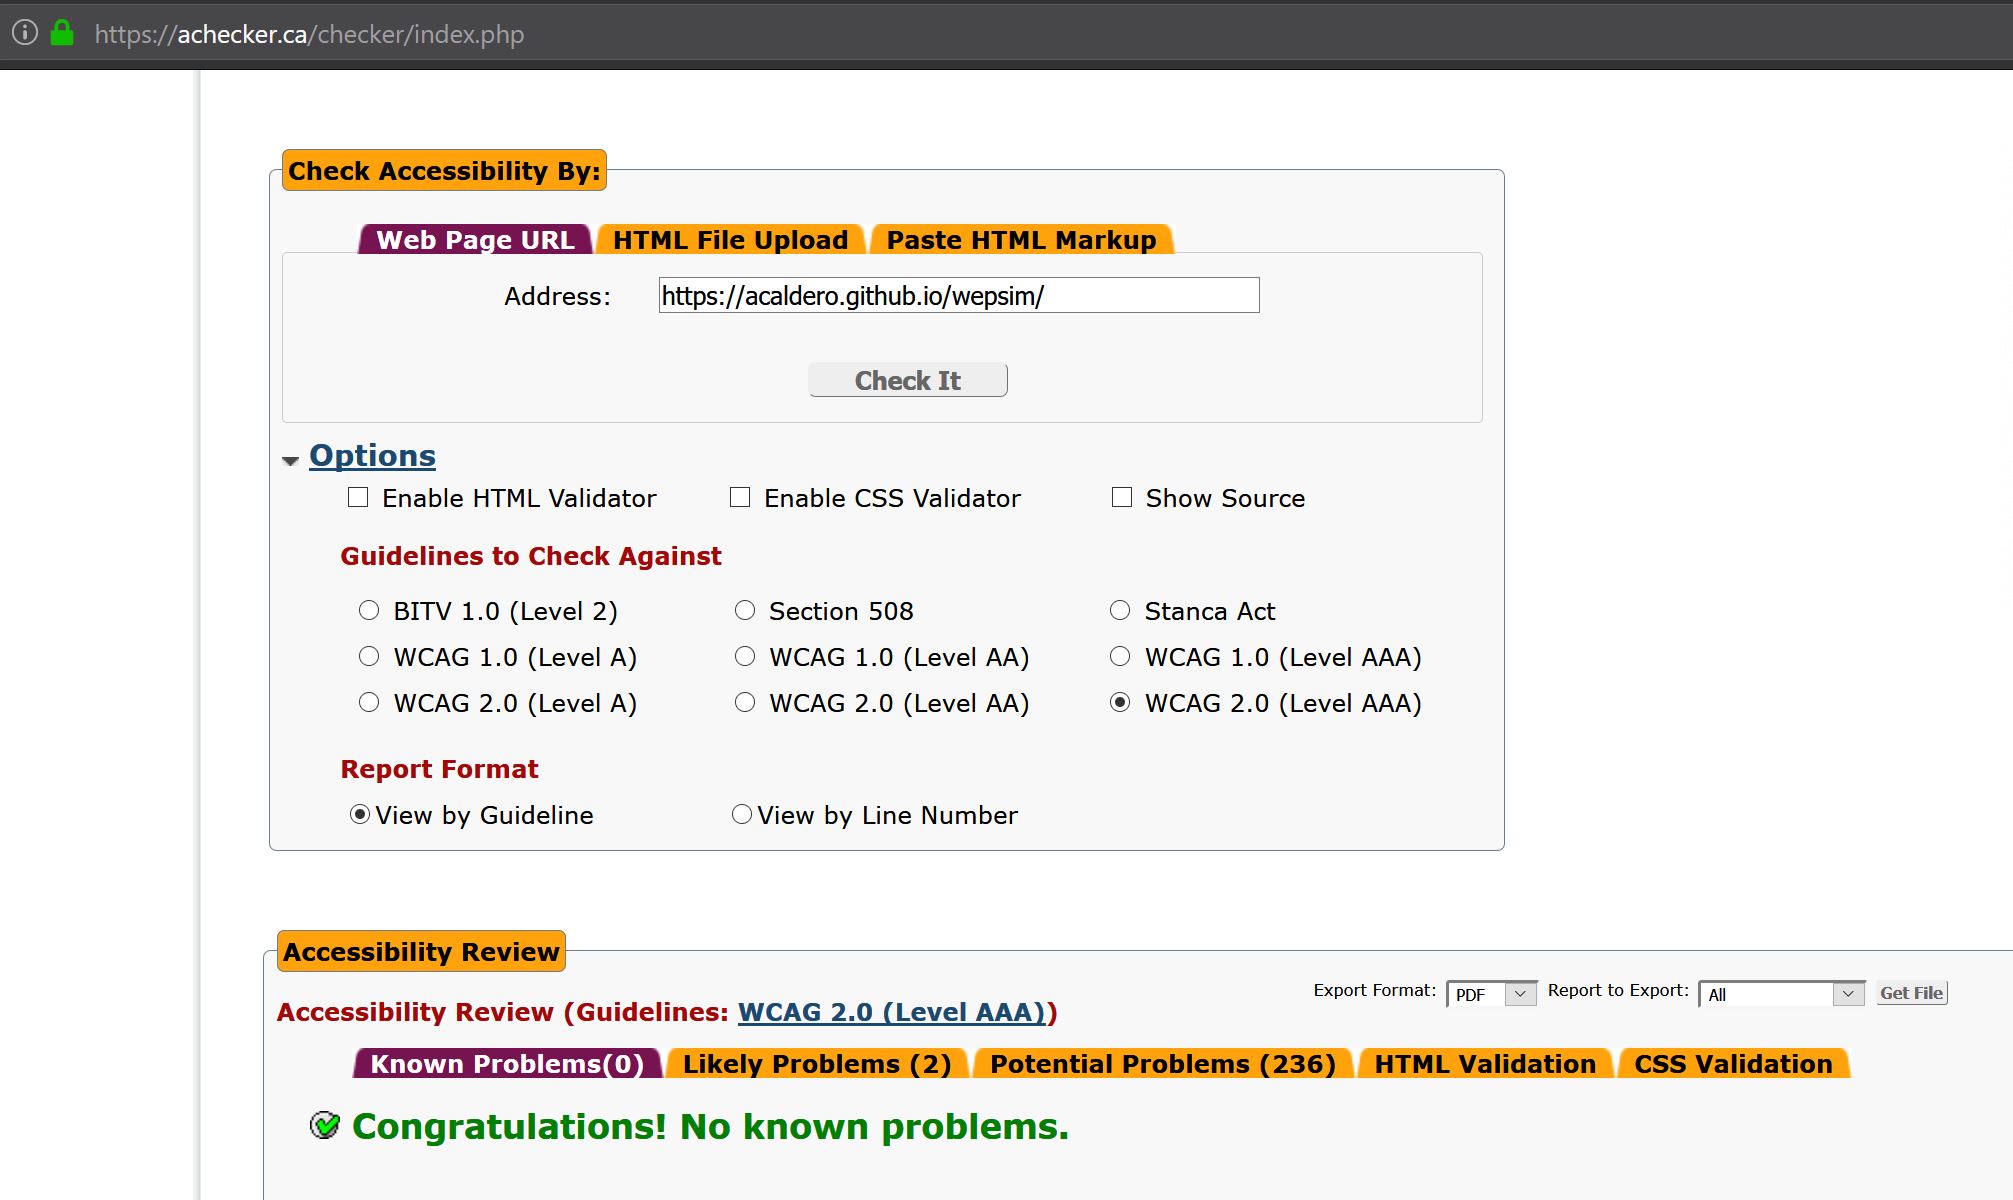 https://achecker.ca/checker/index.php
Check Accessibility By:
Web Page URL HTML File Upload Paste HTML Markup
Address: https://acaldero.github.io/wepsim/
Check It
Options
Enable HTML Validator Enable CSS Validator Show Source
Guidelines to Check Against
BITV 1.0 (Level 2) Section 508 Stanca Act
WCAG 1.0 (Level A) WCAG 1.0 (Level AA) WCAG 1.0 (Level AAA)
WCAG 2.0 (Level A) WCAG 2.0 (Level AA) WCAG 2.0 (Level AAA)
Report Format
View by Guideline View by Line Number
Accessibility Review
Export Format: PDF Report to Export: All Get File
Accessibility Review (Guidelines: WCAG 2.0 (Level AAA))
Known Problems(0) Likely Problems (2) Potential Problems (236) HTML Validation CSS Validation
Congratulations! No known problems.